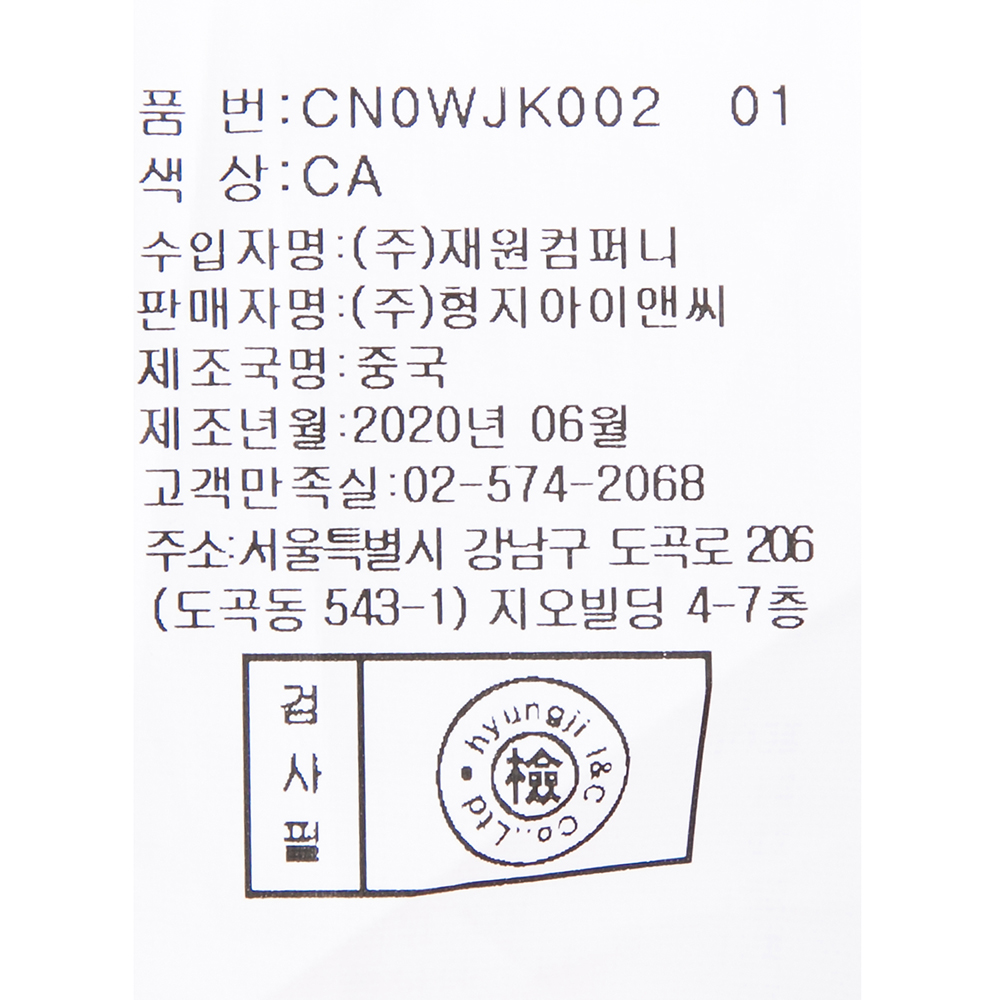 품 번:CN0WJK002 01
색 상:CA
수입자명:(주)재원컴퍼니
판매자명:(주)형지아이앤씨
제조국명:중국
제조년월:2020년 06월
고객만족실:02-574-2068
주소:서울특별시 강남구 도곡로 206
(도곡동 543-1) 지오빌딩 4-7층
검사필
hyungji I&C Co.,Ltd
檢